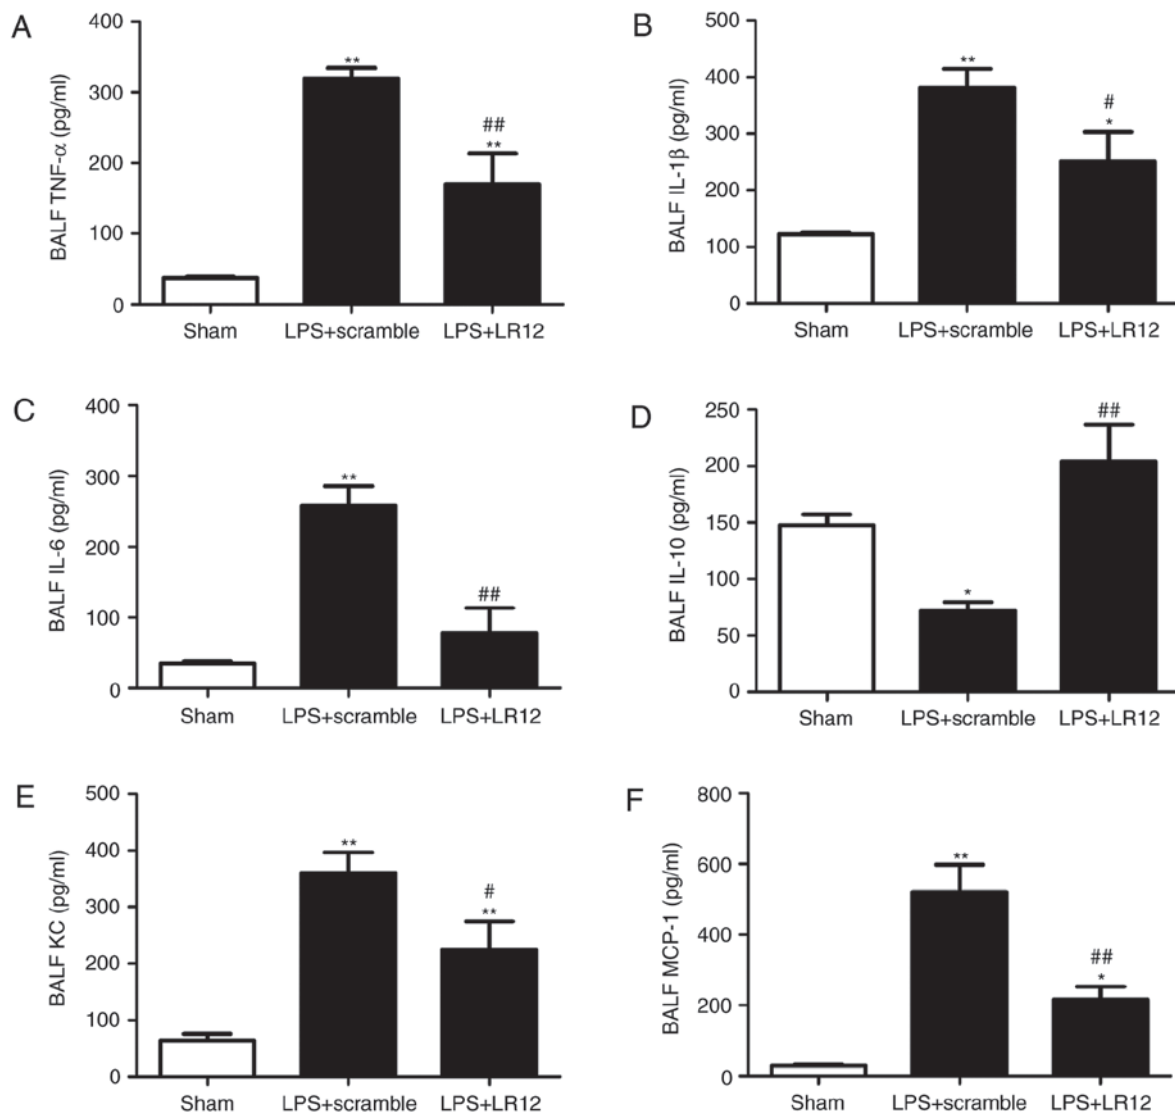 A
BALF TNF-α (pg/ml)
400
300
200
100
0
**
##
**
Sham LPS+scramble LPS+LR12
B
BALF IL-1β (pg/ml)
500
400
300
200
100
0
**
#
*
Sham LPS+scramble LPS+LR12
C
BALF IL-6 (pg/ml)
400
300
200
100
0
**
##
Sham LPS+scramble LPS+LR12
D
BALF IL-10 (pg/ml)
250
200
150
100
50
0
*
##
Sham LPS+scramble LPS+LR12
E
BALF KC (pg/ml)
500
400
300
200
100
0
**
#
**
Sham LPS+scramble LPS+LR12
F
BALF MCP-1 (pg/ml)
800
600
400
200
0
**
##
*
Sham LPS+scramble LPS+LR12